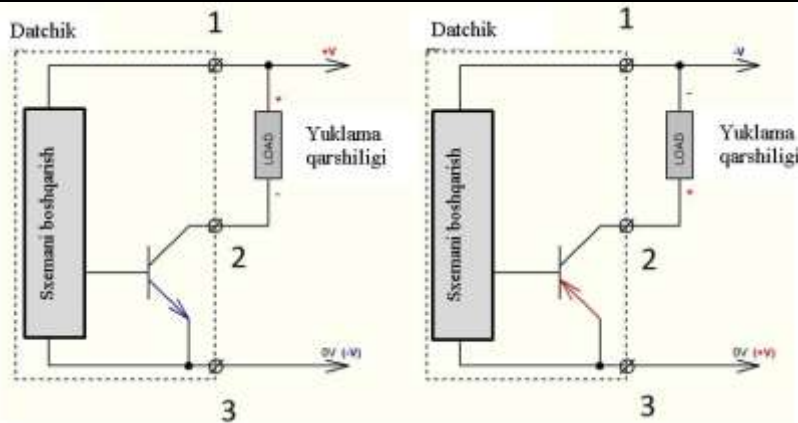 Datchik
1
+V
+
LOAD
-
Yuklama
qarshiligi
Sxemani boshqarish
2
0V (-V)
3
Datchik
1
-V
-
LOAD
+
Yuklama
qarshiligi
Sxemani boshqarish
2
0V (+V)
3